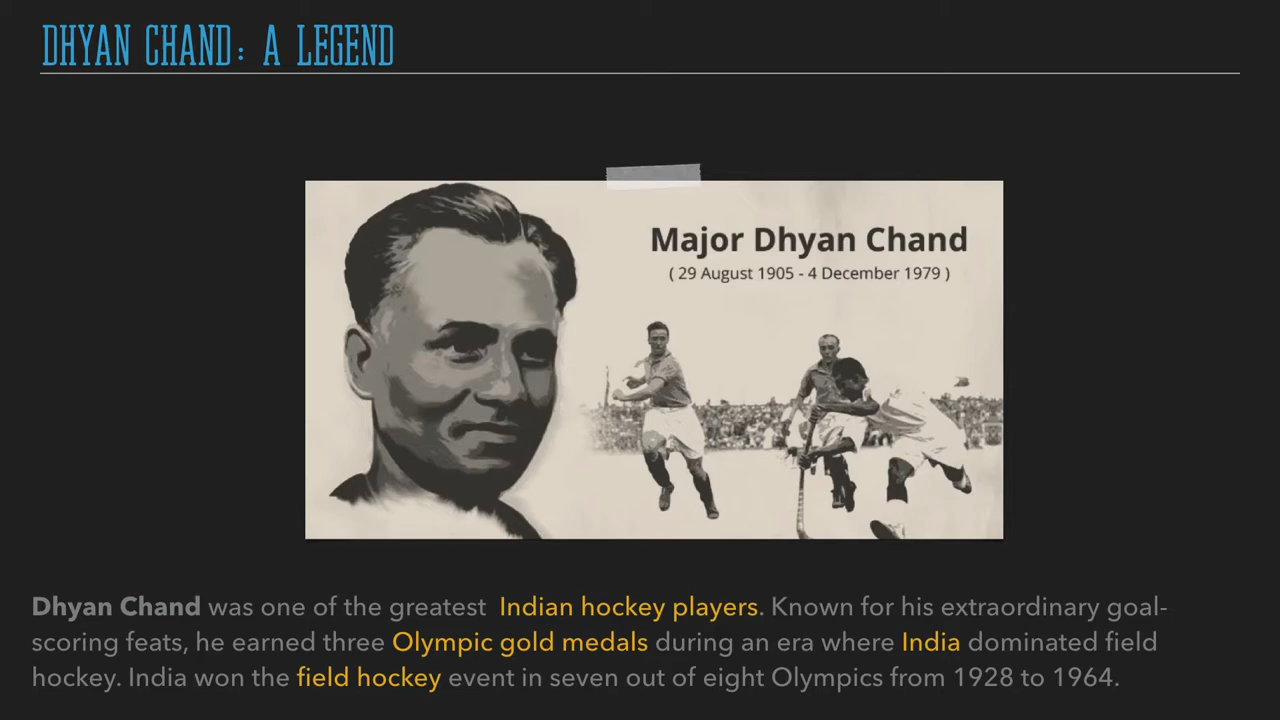 DHYAN CHAND: A LEGEND
Major Dhyan Chand
( 29 August 1905 - 4 December 1979 )
Dhyan Chand was one of the greatest Indian hockey players. Known for his extraordinary goal-
scoring feats, he earned three Olympic gold medals during an era where India dominated field
hockey. India won the field hockey event in seven out of eight Olympics from 1928 to 1964.